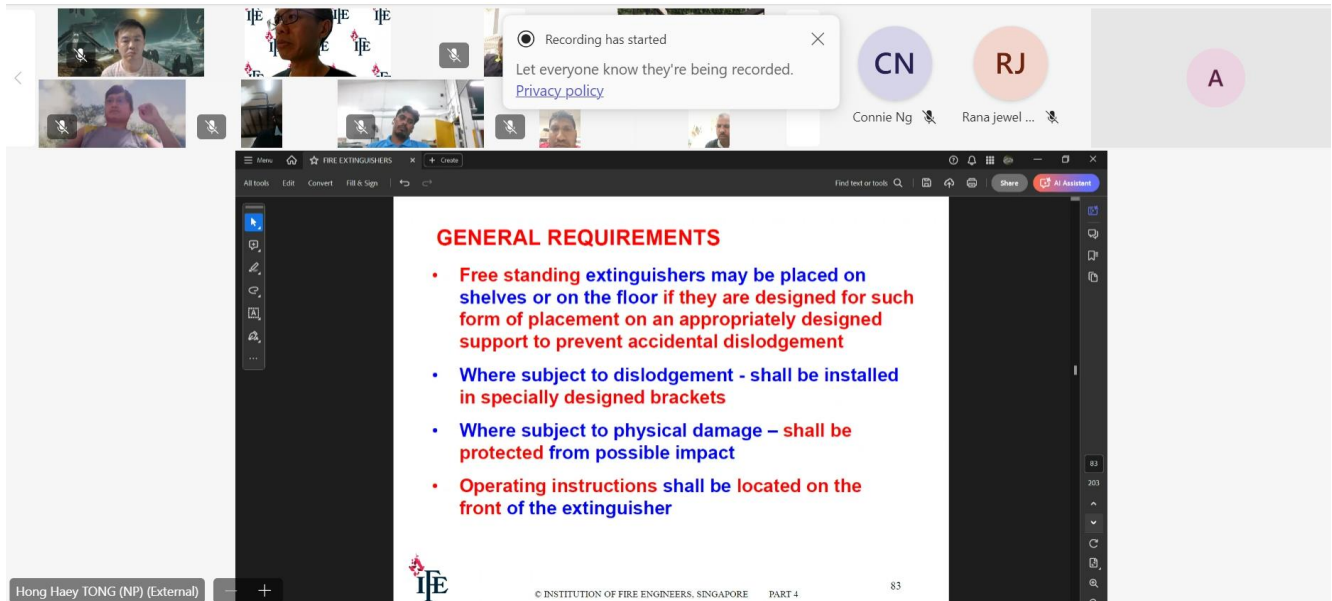 Recording has started
Let everyone know they're being recorded.
Privacy policy
CN
RJ
A
Connie Ng
Rana jewel ...
Menu
FIRE EXTINGUISHERS
+ Create
All tools
Edit
Convert
Fill & Sign
Find text or tools
Share
AI Assistant
GENERAL REQUIREMENTS
• Free standing extinguishers may be placed on
shelves or on the floor if they are designed for such
form of placement on an appropriately designed
support to prevent accidental dislodgement
• Where subject to dislodgement - shall be installed
in specially designed brackets
• Where subject to physical damage – shall be
protected from possible impact
• Operating instructions shall be located on the
front of the extinguisher
83
203
IFE
© INSTITUTION OF FIRE ENGINEERS, SINGAPORE PART 4
83
Hong Haey TONG (NP) (External)